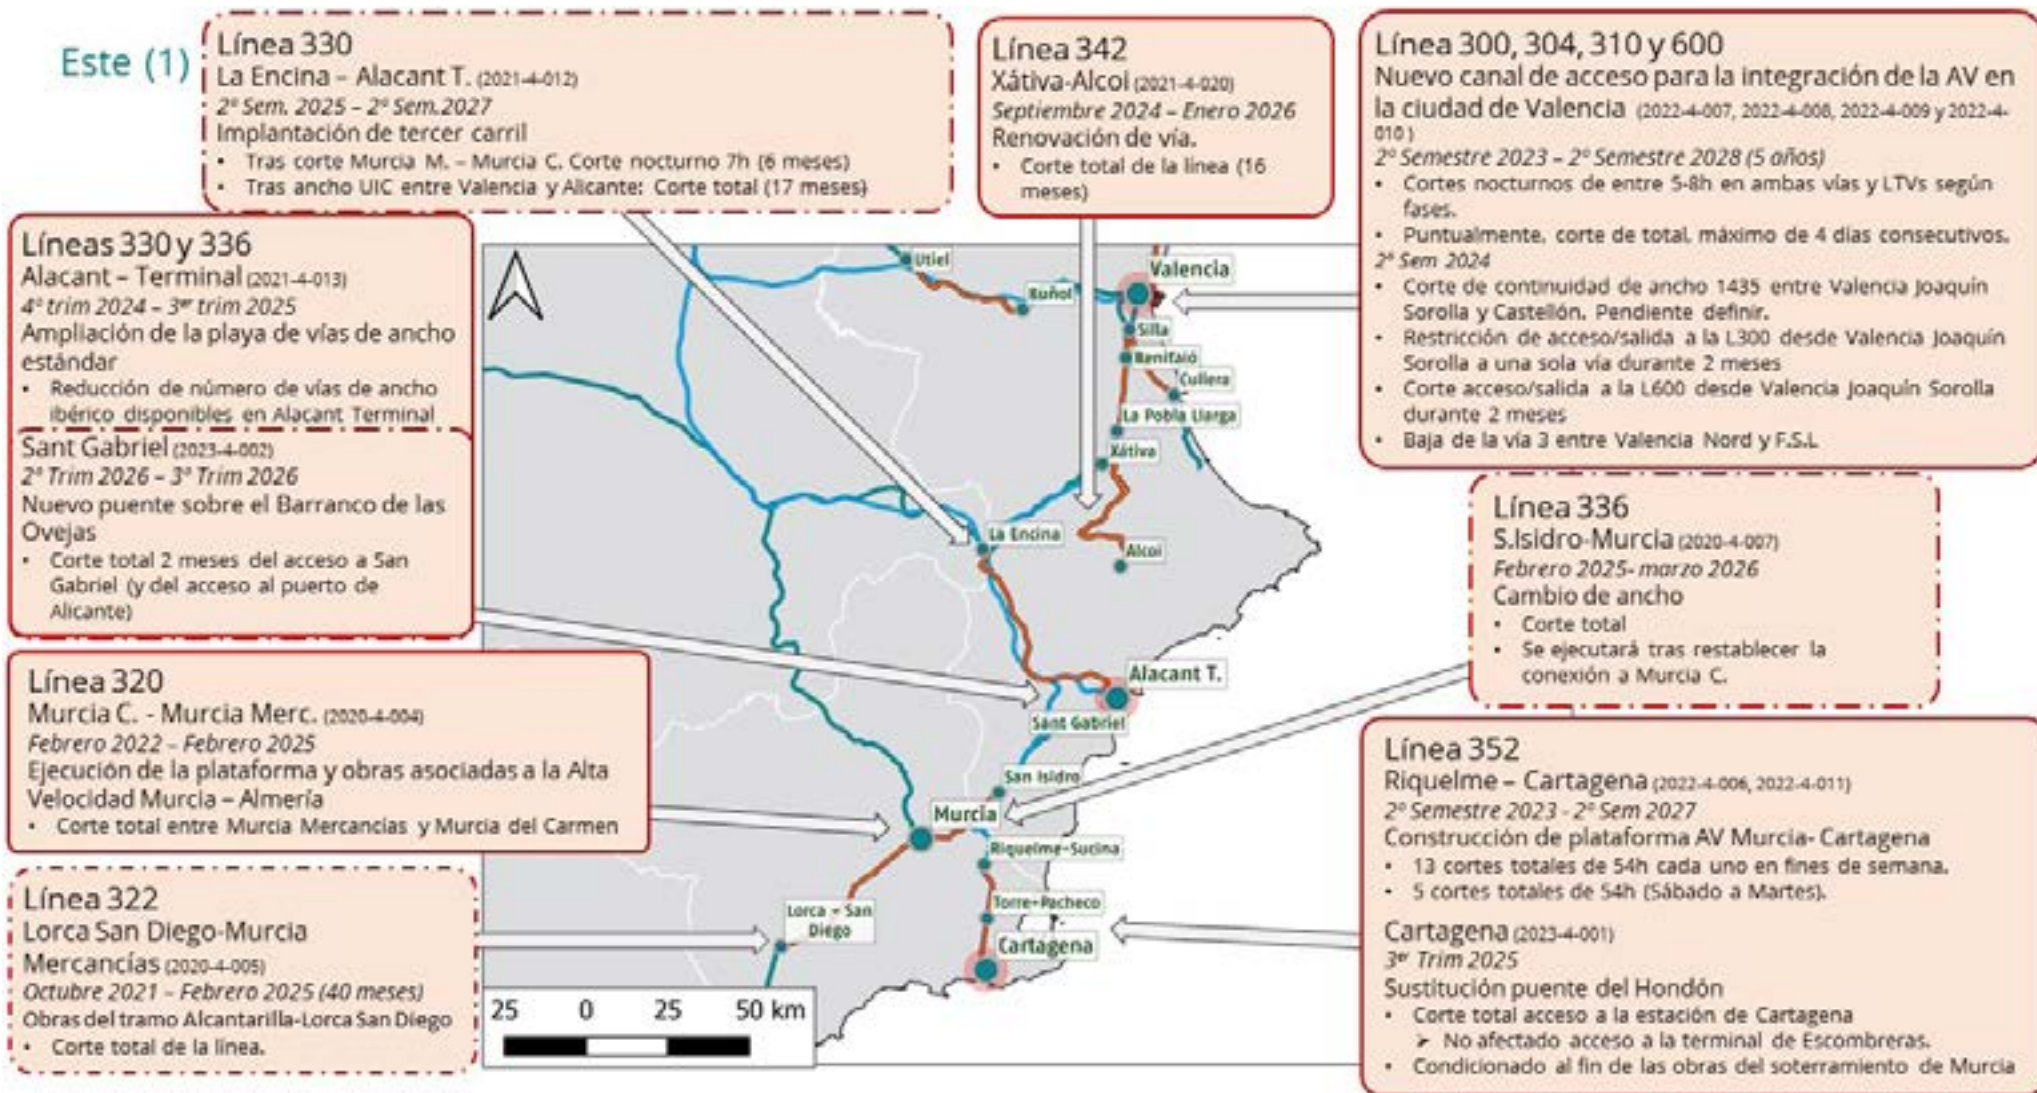 Este (1)
Línea 330
La Encina – Alacant T. (2021-4-012)
2º Sem. 2025 – 2º Sem.2027
Implantación de tercer carril
• Tras corte Murcia M. – Murcia C. Corte nocturno 7h (6 meses)
• Tras ancho UIC entre Valencia y Alicante: Corte total (17 meses)
Línea 342
Xátiva-Alcoi (2021-4-020)
Septiembre 2024 – Enero 2026
Renovación de vía.
• Corte total de la línea (16
meses)
Línea 300, 304, 310 y 600
Nuevo canal de acceso para la integración de la AV en
la ciudad de Valencia (2022-4-007, 2022-4-008, 2022-4-009 y 2022-4-
010 )
2º Semestre 2023 – 2º Semestre 2028 (5 años)
• Cortes nocturnos de entre 5-8h en ambas vías y LTVs según
fases.
• Puntualmente, corte de total, máximo de 4 días consecutivos.
2º Sem 2024
• Corte de continuidad de ancho 1435 entre Valencia Joaquín
Sorolla y Castellón. Pendiente definir.
• Restricción de acceso/salida a la L300 desde Valencia Joaquín
Sorolla a una sola vía durante 2 meses
• Corte acceso/salida a la L600 desde Valencia Joaquín Sorolla
durante 2 meses
• Baja de la vía 3 entre Valencia Nord y F.S.L
Líneas 330 y 336
Alacant – Terminal (2021-4-013)
4º trim 2024 – 3er trim 2025
Ampliación de la playa de vías de ancho
estándar
• Reducción de número de vías de ancho
ibérico disponibles en Alacant Terminal
Sant Gabriel (2023-4-002)
2º Trim 2026 – 3º Trim 2026
Nuevo puente sobre el Barranco de las
Ovejas
• Corte total 2 meses del acceso a San
Gabriel (y del acceso al puerto de
Alicante)
Línea 320
Murcia C. - Murcia Merc. (2020-4-004)
Febrero 2022 – Febrero 2025
Ejecución de la plataforma y obras asociadas a la Alta
Velocidad Murcia – Almería
• Corte total entre Murcia Mercancías y Murcia del Carmen
Línea 322
Lorca San Diego-Murcia
Mercancías (2020-4-005)
Octubre 2021 – Febrero 2025 (40 meses)
Obras del tramo Alcantarilla-Lorca San Diego
• Corte total de la línea.
Utiel
Buñol
Valencia
Silla
Benifaió
Cullera
La Pobla Llarga
Xátiva
La Encina
Alcoi
Alacant T.
Sant Gabriel
San Isidro
Murcia
Riquelme-Sucina
Torre-Pacheco
Lorca - San
Diego
Cartagena
25 0 25 50 km
Línea 336
S.Isidro-Murcia (2020-4-007)
Febrero 2025- marzo 2026
Cambio de ancho
• Corte total
• Se ejecutará tras restablecer la
conexión a Murcia C.
Línea 352
Riquelme – Cartagena (2022-4-006, 2022-4-011)
2º Semestre 2023 - 2º Sem 2027
Construcción de plataforma AV Murcia- Cartagena
• 13 cortes totales de 54h cada uno en fines de semana.
• 5 cortes totales de 54h (Sábado a Martes).
Cartagena (2023-4-001)
3er Trim 2025
Sustitución puente del Hondón
• Corte total acceso a la estación de Cartagena
➢ No afectado acceso a la terminal de Escombreras.
• Condicionado al fin de las obras del soterramiento de Murcia